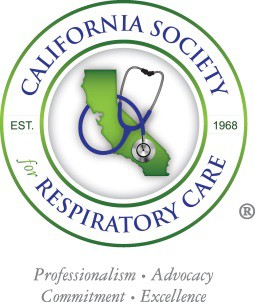 CALIFORNIA SOCIETY
EST. 1968
for RESPIRATORY CARE
®
Professionalism • Advocacy
Commitment • Excellence